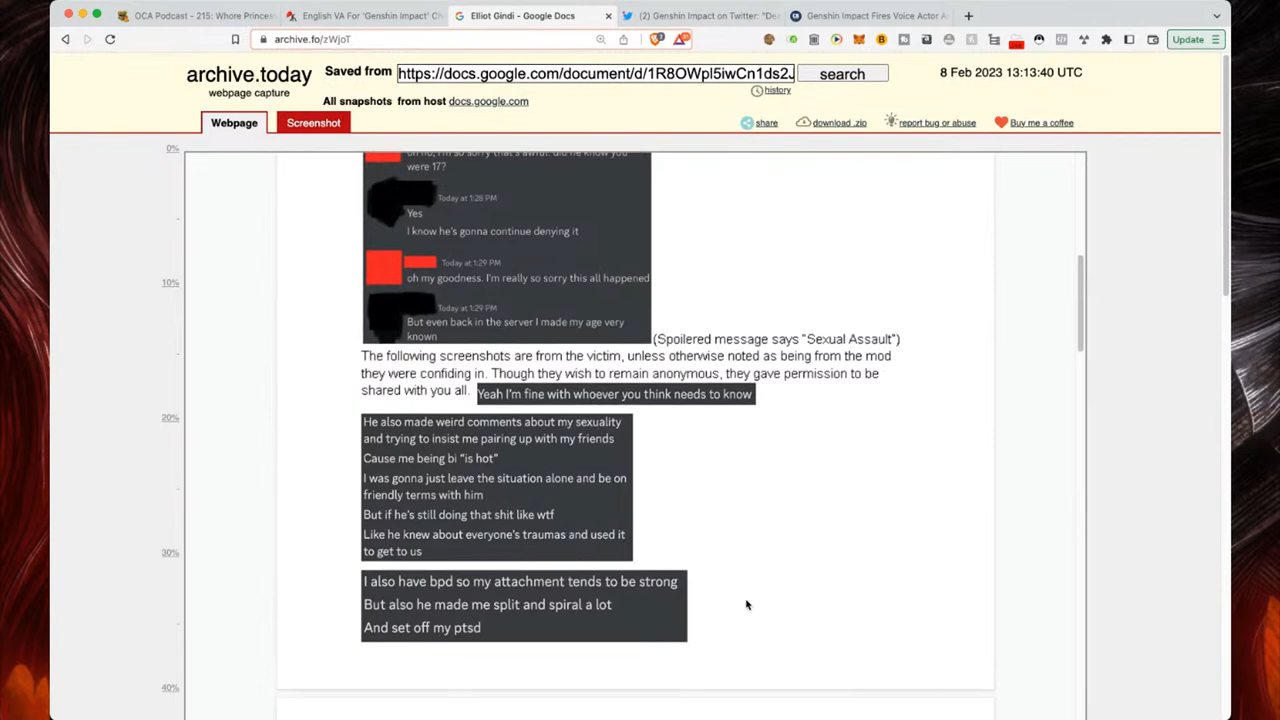 OCA Podcast - 215: Whore Princes
English VA For 'Genshin Impact' Ch
Elliot Gindi - Google Docs
(2) Genshin Impact on Twitter: "De
Genshin Impact Fires Voice Actor A
archive.fo/zWjoT
Update
archive.today
webpage capture
Saved from
https://docs.google.com/document/d/1R8OWpl5iwCn1ds2J
search
8 Feb 2023 13:13:40 UTC
history
All snapshots from host docs.google.com
Webpage
Screenshot
share
download .zip
report bug or abuse
Buy me a coffee
0%
10%
20%
30%
40%
oh no, I'm so sorry that's awful. did he know you
were 17?
Today at 1:28 PM
Yes
I know he's gonna continue denying it
Today at 1:29 PM
oh my goodness. I'm really so sorry this all happened
Today at 1:29 PM
But even back in the server I made my age very
known
(Spoilered message says "Sexual Assault")
The following screenshots are from the victim, unless otherwise noted as being from the mod
they were confiding in. Though they wish to remain anonymous, they gave permission to be
shared with you all.
Yeah I'm fine with whoever you think needs to know
He also made weird comments about my sexuality
and trying to insist me pairing up with my friends
Cause me being bi "is hot"
I was gonna just leave the situation alone and be on
friendly terms with him
But if he's still doing that shit like wtf
Like he knew about everyone's traumas and used it
to get to us
I also have bpd so my attachment tends to be strong
But also he made me split and spiral a lot
And set off my ptsd